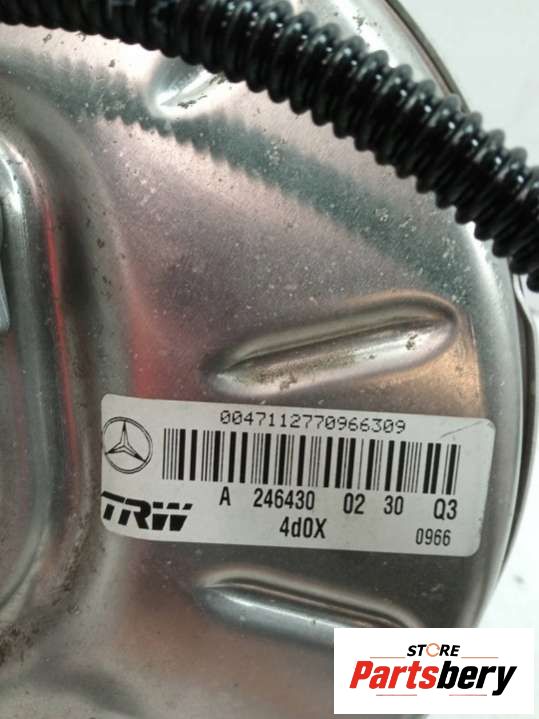 0047112770966309
A 246430 02 30 Q3
TRW 4d0X 0966
STORE
Partsbery